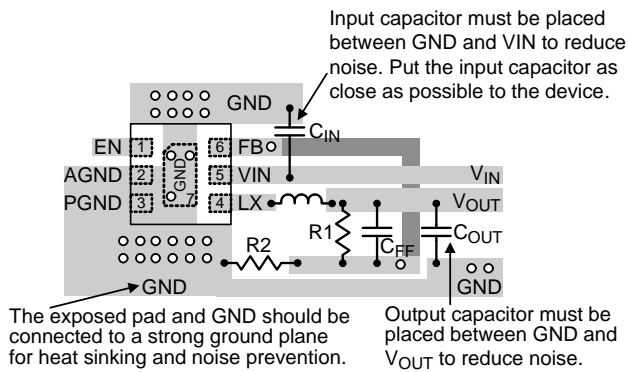 Input capacitor must be placed
between GND and VIN to reduce
noise. Put the input capacitor as
close as possible to the device.
GND
CIN
EN 1
6 FB
AGND 2
GND
5 VIN
VIN
PGND 3
7
4 LX
VOUT
R1
R2
CFF
COUT
GND
GND
The exposed pad and GND should be
connected to a strong ground plane
for heat sinking and noise prevention.
Output capacitor must be
placed between GND and
VOUT to reduce noise.